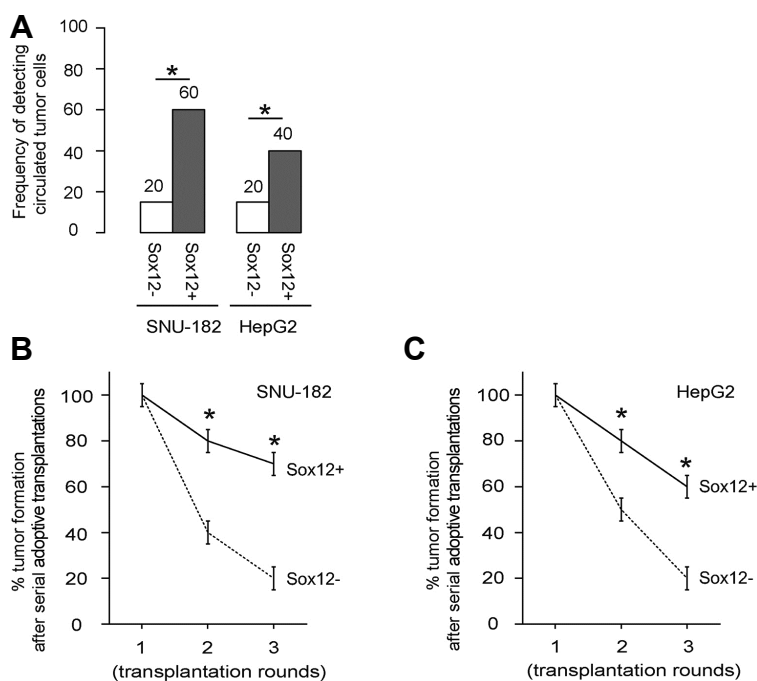 A
Frequency of detecting
circulated tumor cells
100
80
60
40
20
0
*
60
20
*
40
20
Sox12-
Sox12+
Sox12-
Sox12+
SNU-182
HepG2
B
% tumor formation
after serial adoptive transplantations
100
80
60
40
20
0
SNU-182
*
*
Sox12+
Sox12-
1
2
3
(transplantation rounds)
C
% tumor formation
after serial adoptive transplantations
100
80
60
40
20
0
HepG2
*
*
Sox12+
Sox12-
1
2
3
(transplantation rounds)